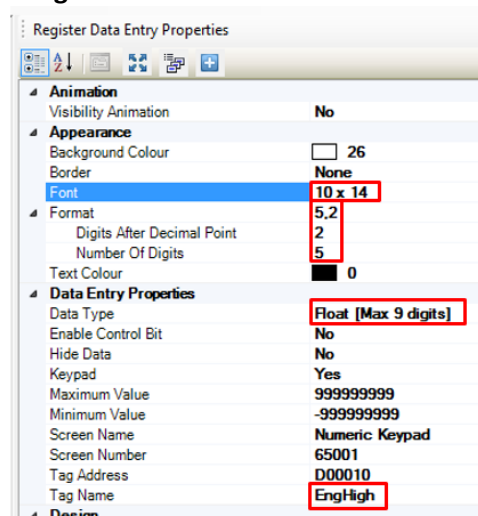 Register Data Entry Properties
Animation
Visibility Animation No
Appearance
Background Colour 26
Border None
Font 10 x 14
Format 5,2
Digits After Decimal Point 2
Number Of Digits 5
Text Colour 0
Data Entry Properties
Data Type Float [Max 9 digits]
Enable Control Bit No
Hide Data No
Keypad Yes
Maximum Value 999999999
Minimum Value -999999999
Screen Name Numeric Keypad
Screen Number 65001
Tag Address D00010
Tag Name EngHigh
Design